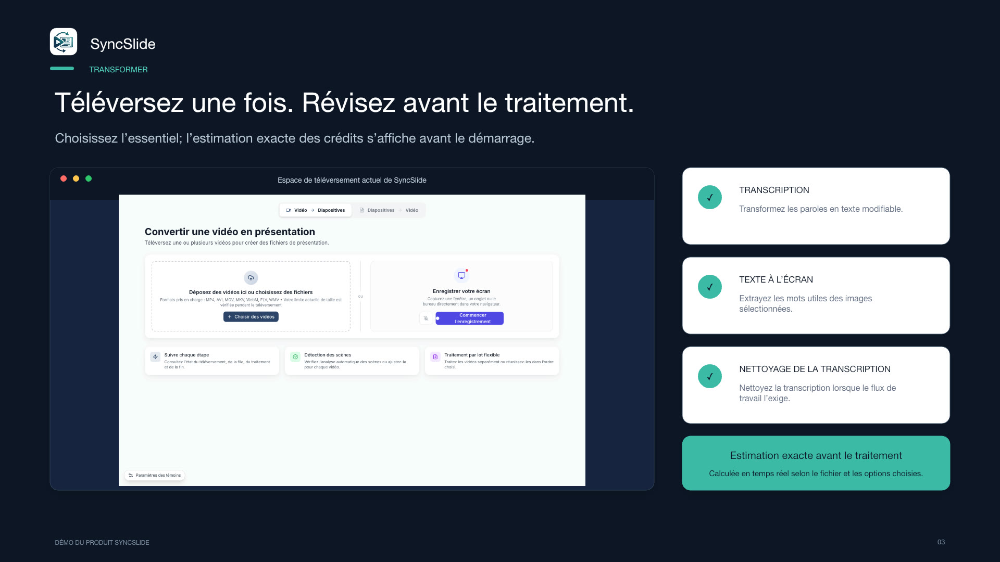 SyncSlide
TRANSFORMER
Téléversez une fois. Révisez avant le traitement.
Choisissez l’essentiel; l’estimation exacte des crédits s’affiche avant le démarrage.
Espace de téléversement actuel de SyncSlide
Vidéo → Diapositives
Diapositives → Vidéo
Convertir une vidéo en présentation
Téléversez une ou plusieurs vidéos pour créer des fichiers de présentation.
Déposez des vidéos ici ou choisissez des fichiers
Formats pris en charge : MP4, AVI, MOV, MKV, WebM, FLV, WMV • Votre limite actuelle de taille est
vérifiée pendant le téléversement
+ Choisir des vidéos
ou
Enregistrer votre écran
Capturez une fenêtre, un onglet ou le
bureau directement dans votre navigateur.
Commencer
l’enregistrement
Suivre chaque étape
Consultez l’état du téléversement, de la file, du traitement
et de la fin.
Détection des scènes
Vérifiez l’analyse automatique des scènes ou ajustez-la
pour chaque vidéo.
Traitement par lot flexible
Traitez les vidéos séparément ou réunissez-les dans l’ordre
choisi.
Paramètres des témoins
TRANSCRIPTION
Transformez les paroles en texte modifiable.
TEXTE À L’ÉCRAN
Extrayez les mots utiles des images
sélectionnées.
NETTOYAGE DE LA TRANSCRIPTION
Nettoyez la transcription lorsque le flux de
travail l’exige.
Estimation exacte avant le traitement
Calculée en temps réel selon le fichier et les options choisies.
DÉMO DU PRODUIT SYNCSLIDE
03